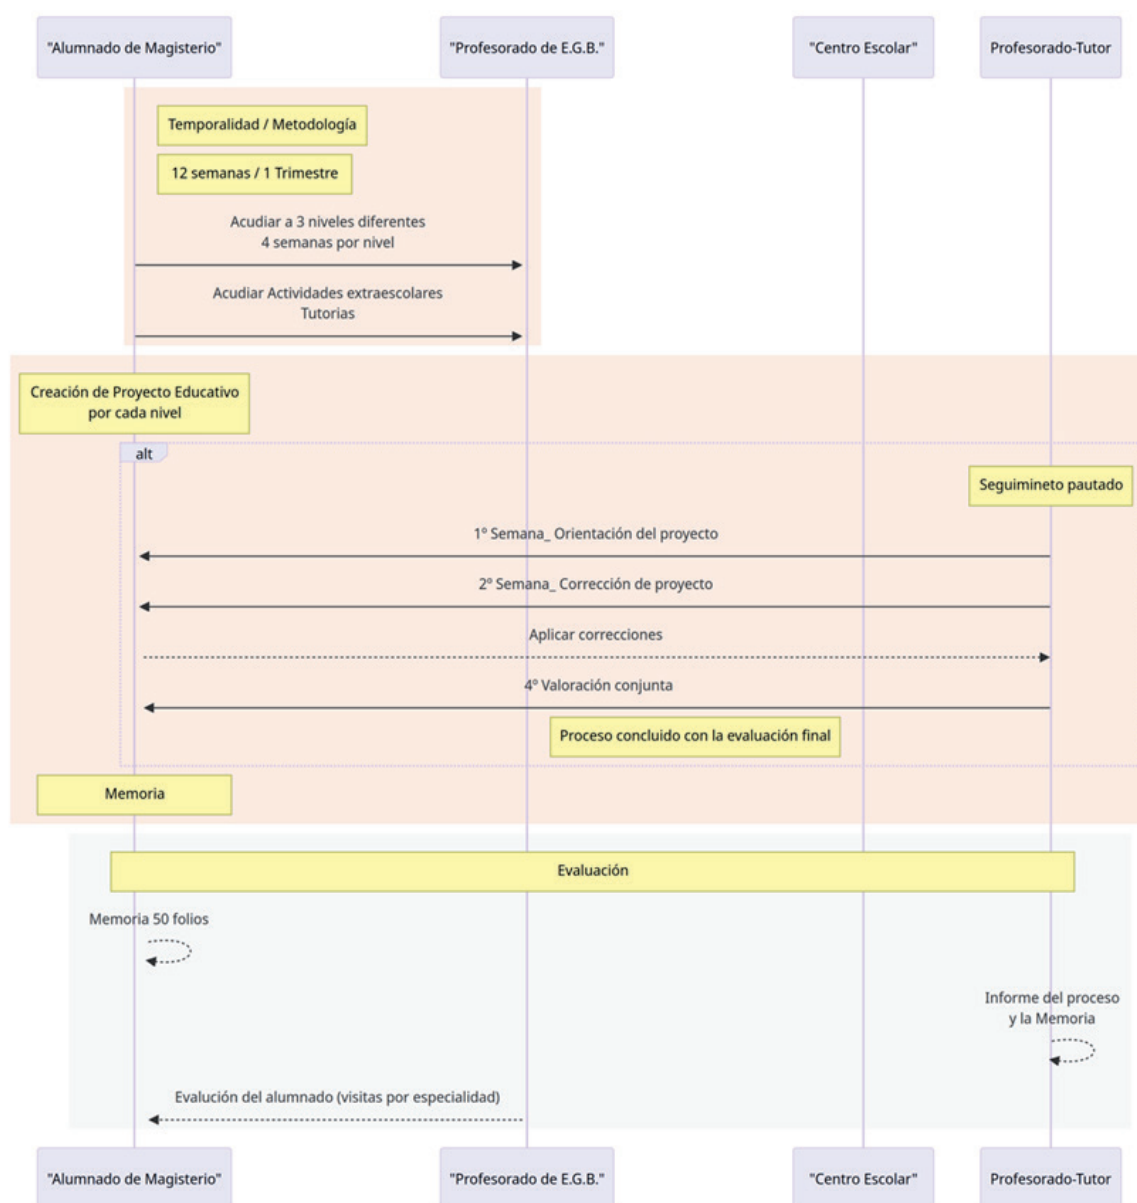 "Alumnado de Magisterio"
"Profesorado de E.G.B."
"Centro Escolar"
Profesorado-Tutor
Temporalidad / Metodología
12 semanas / 1 Trimestre
Acudiar a 3 niveles diferentes
4 semanas por nivel
Acudiar Actividades extraescolares
Tutorias
Creación de Proyecto Educativo
por cada nivel
alt
Seguimineto pautado
1º Semana_ Orientación del proyecto
2º Semana_ Corrección de proyecto
Aplicar correcciones
4º Valoración conjunta
Proceso concluido con la evaluación final
Memoria
Evaluación
Memoria 50 folios
Informe del proceso
y la Memoria
Evalución del alumnado (visitas por especialidad)
"Alumnado de Magisterio"
"Profesorado de E.G.B."
"Centro Escolar"
Profesorado-Tutor